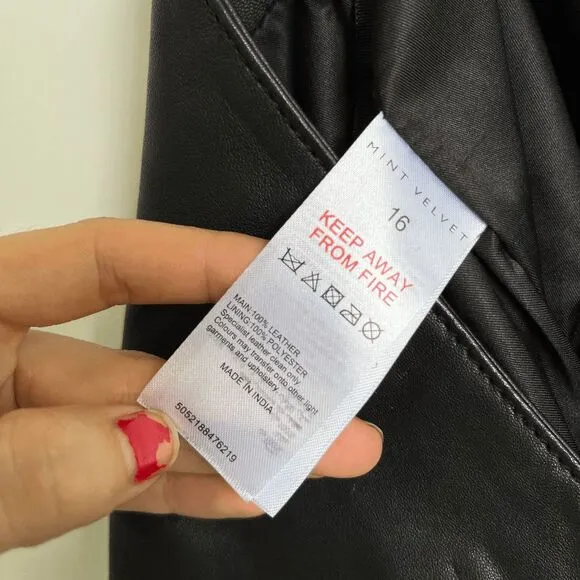 MINT VELVET
16
KEEP AWAY
FROM FIRE
MAIN:100% LEATHER
LINING:100% POLYESTER
Specialist leather clean only
Colours may transfer onto other light
garments and upholstery.
MADE IN INDIA
5052188476219